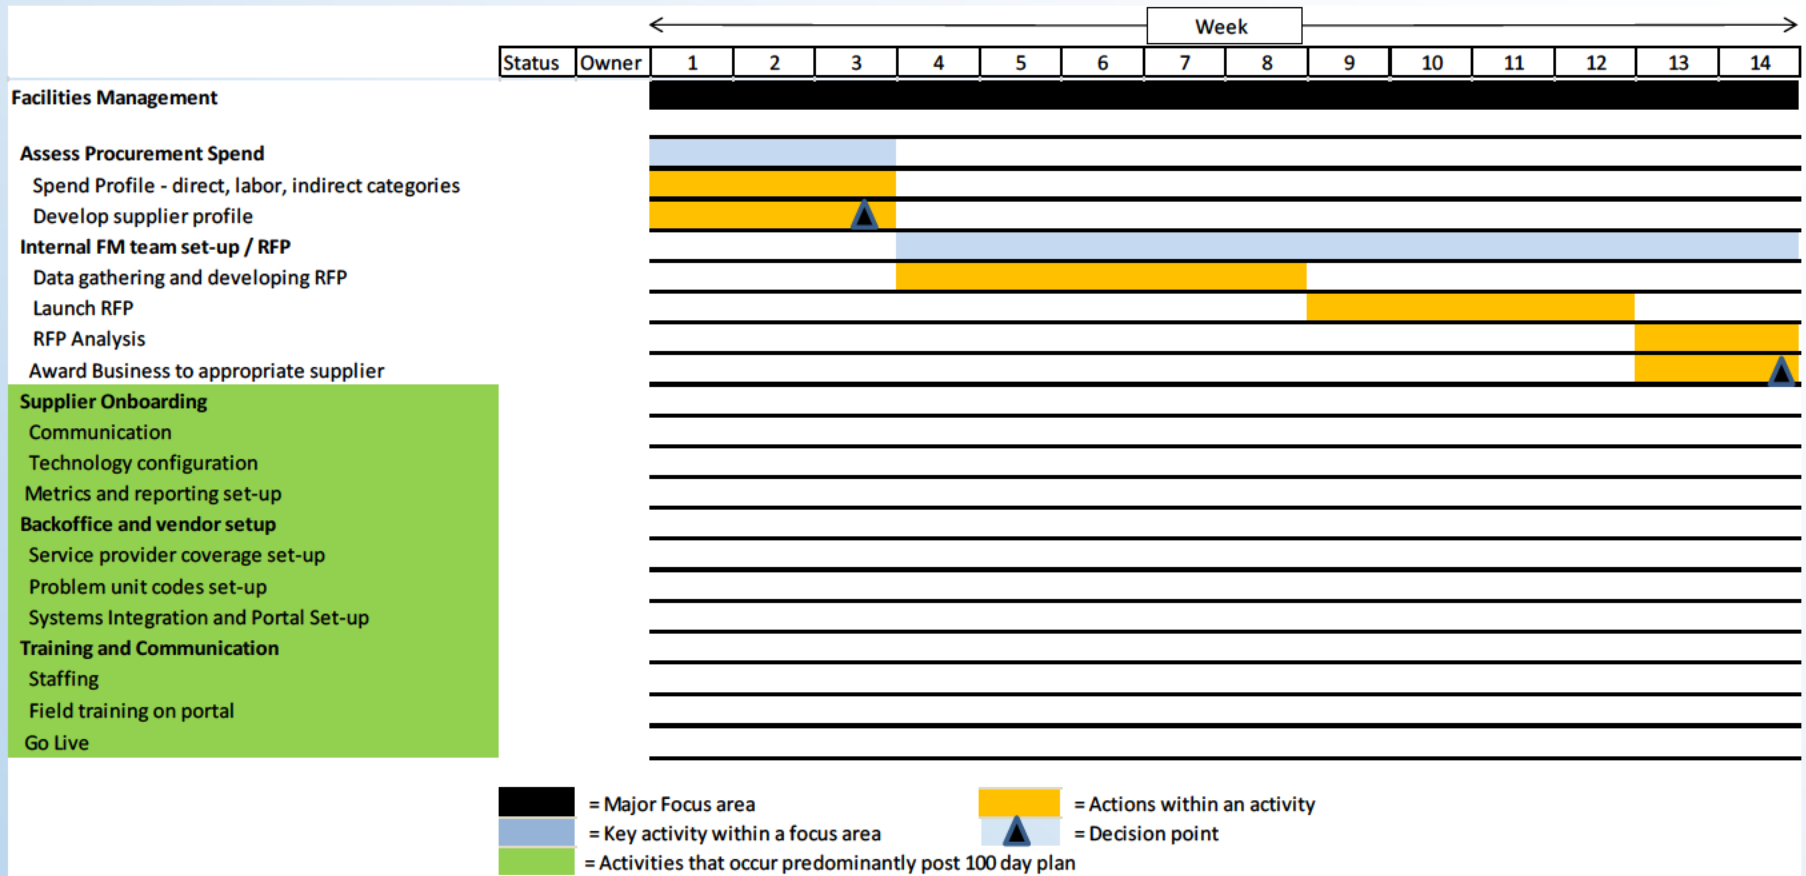 Week
Status Owner 1 2 3 4 5 6 7 8 9 10 11 12 13 14
Facilities Management
Assess Procurement Spend
Spend Profile - direct, labor, indirect categories
Develop supplier profile
Internal FM team set-up / RFP
Data gathering and developing RFP
Launch RFP
RFP Analysis
Award Business to appropriate supplier
Supplier Onboarding
Communication
Technology configuration
Metrics and reporting set-up
Backoffice and vendor setup
Service provider coverage set-up
Problem unit codes set-up
Systems Integration and Portal Set-up
Training and Communication
Staffing
Field training on portal
Go Live
= Major Focus area = Actions within an activity
= Key activity within a focus area = Decision point
= Activities that occur predominantly post 100 day plan